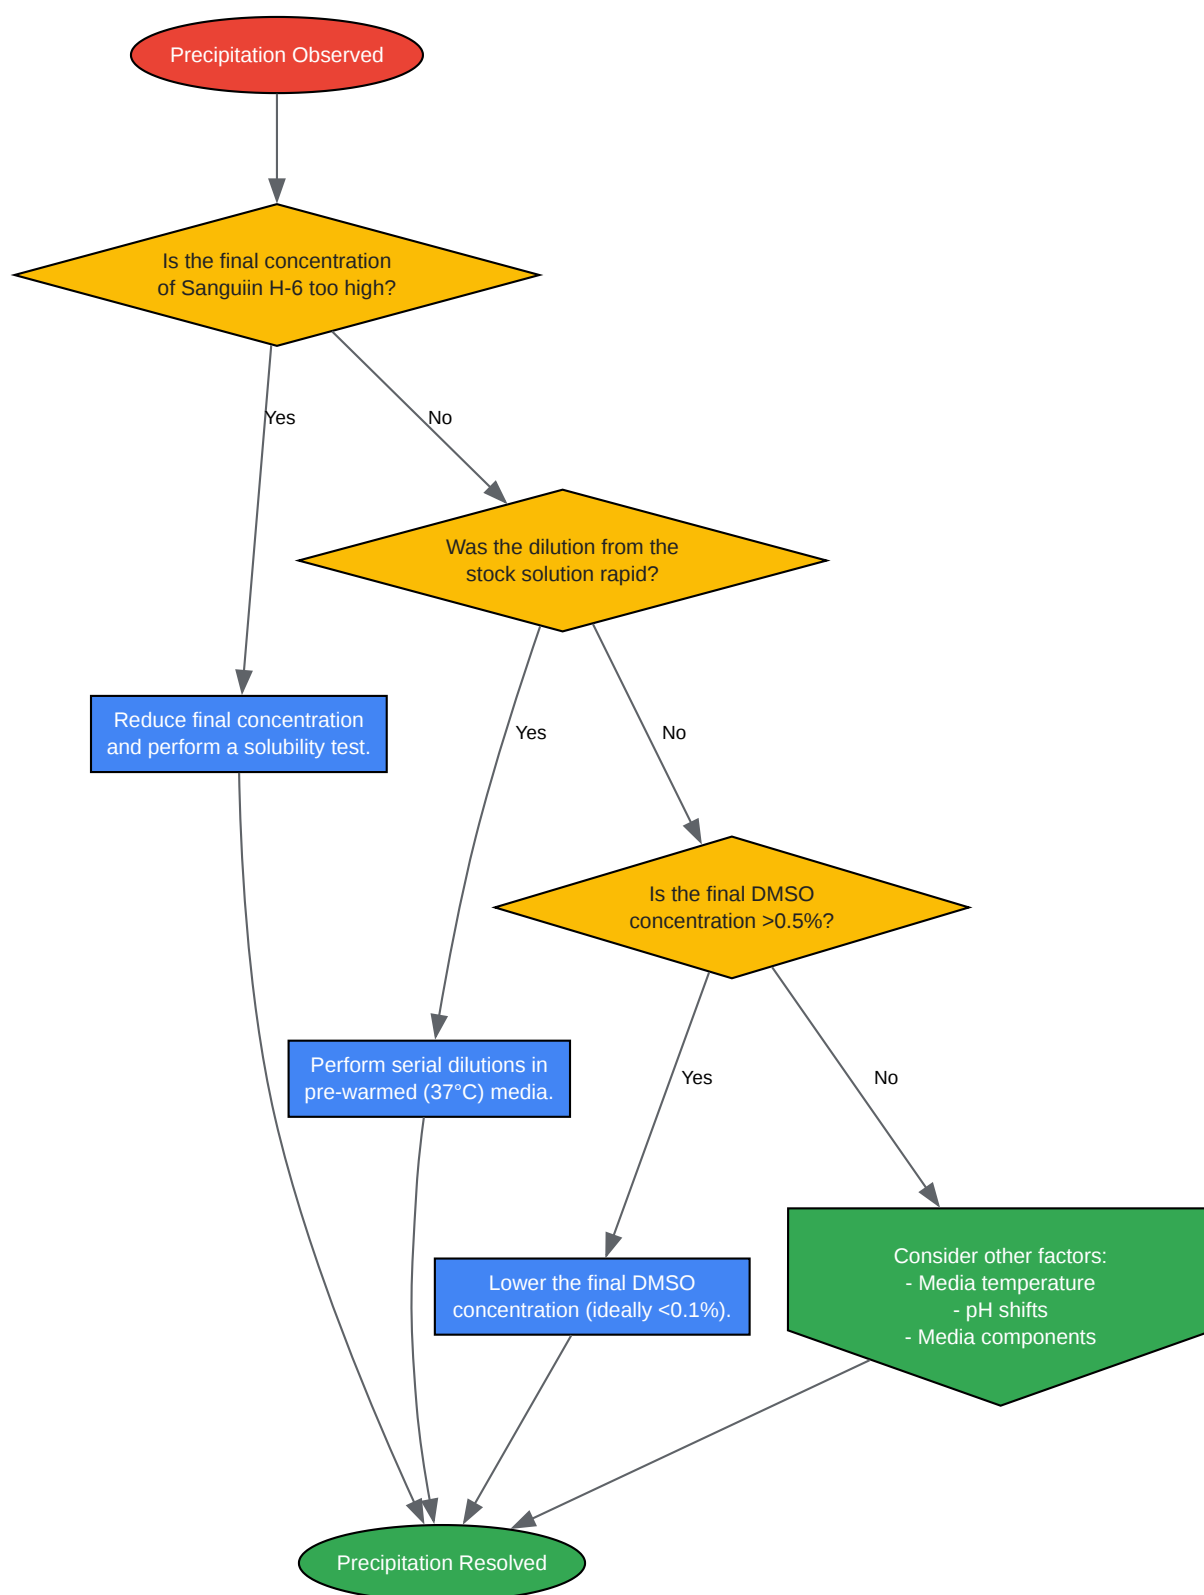 Precipitation Observed
Is the final concentration
of Sanguiin H-6 too high?
Yes
No
Was the dilution from the
stock solution rapid?
Reduce final concentration
and perform a solubility test.
Yes
No
Is the final DMSO
concentration >0.5%?
Perform serial dilutions in
pre-warmed (37°C) media.
Yes
No
Lower the final DMSO
concentration (ideally <0.1%).
Consider other factors:
- Media temperature
- pH shifts
- Media components
Precipitation Resolved